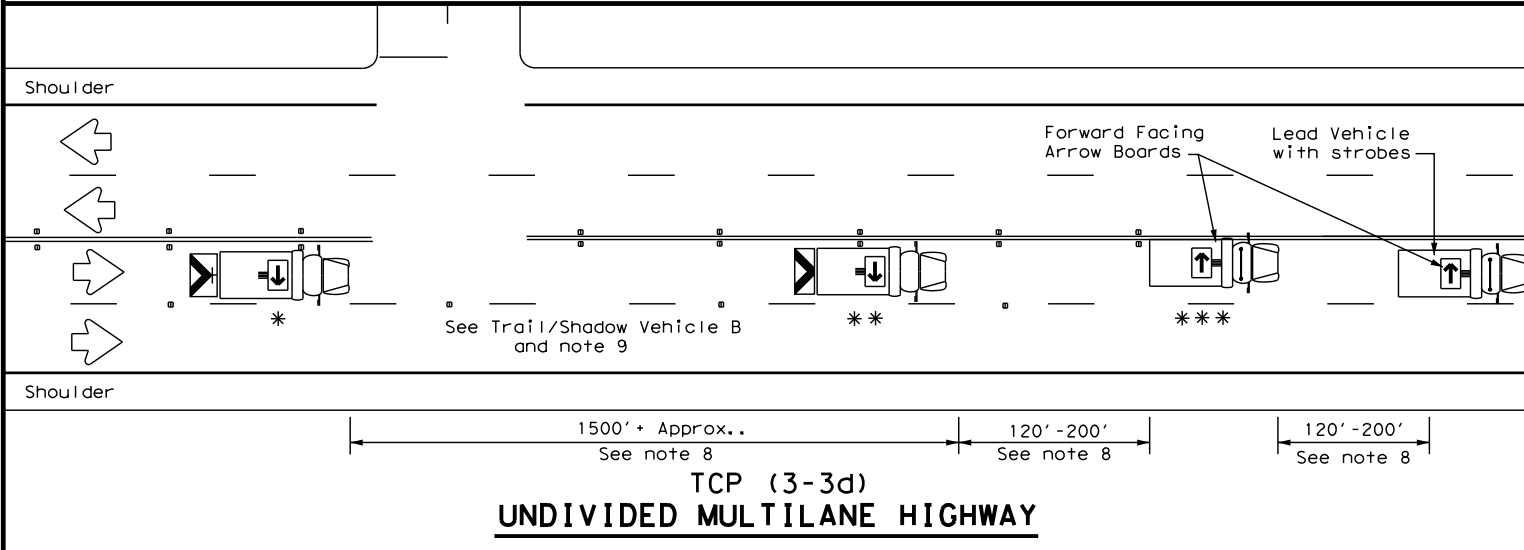 Shoulder
Forward Facing
Arrow Boards
Lead Vehicle
with strobes
*
**
***
See Trail/Shadow Vehicle B
and note 9
Shoulder
1500'+ Approx..
See note 8
120'-200'
See note 8
120'-200'
See note 8
TCP (3-3d)
UNDIVIDED MULTILANE HIGHWAY